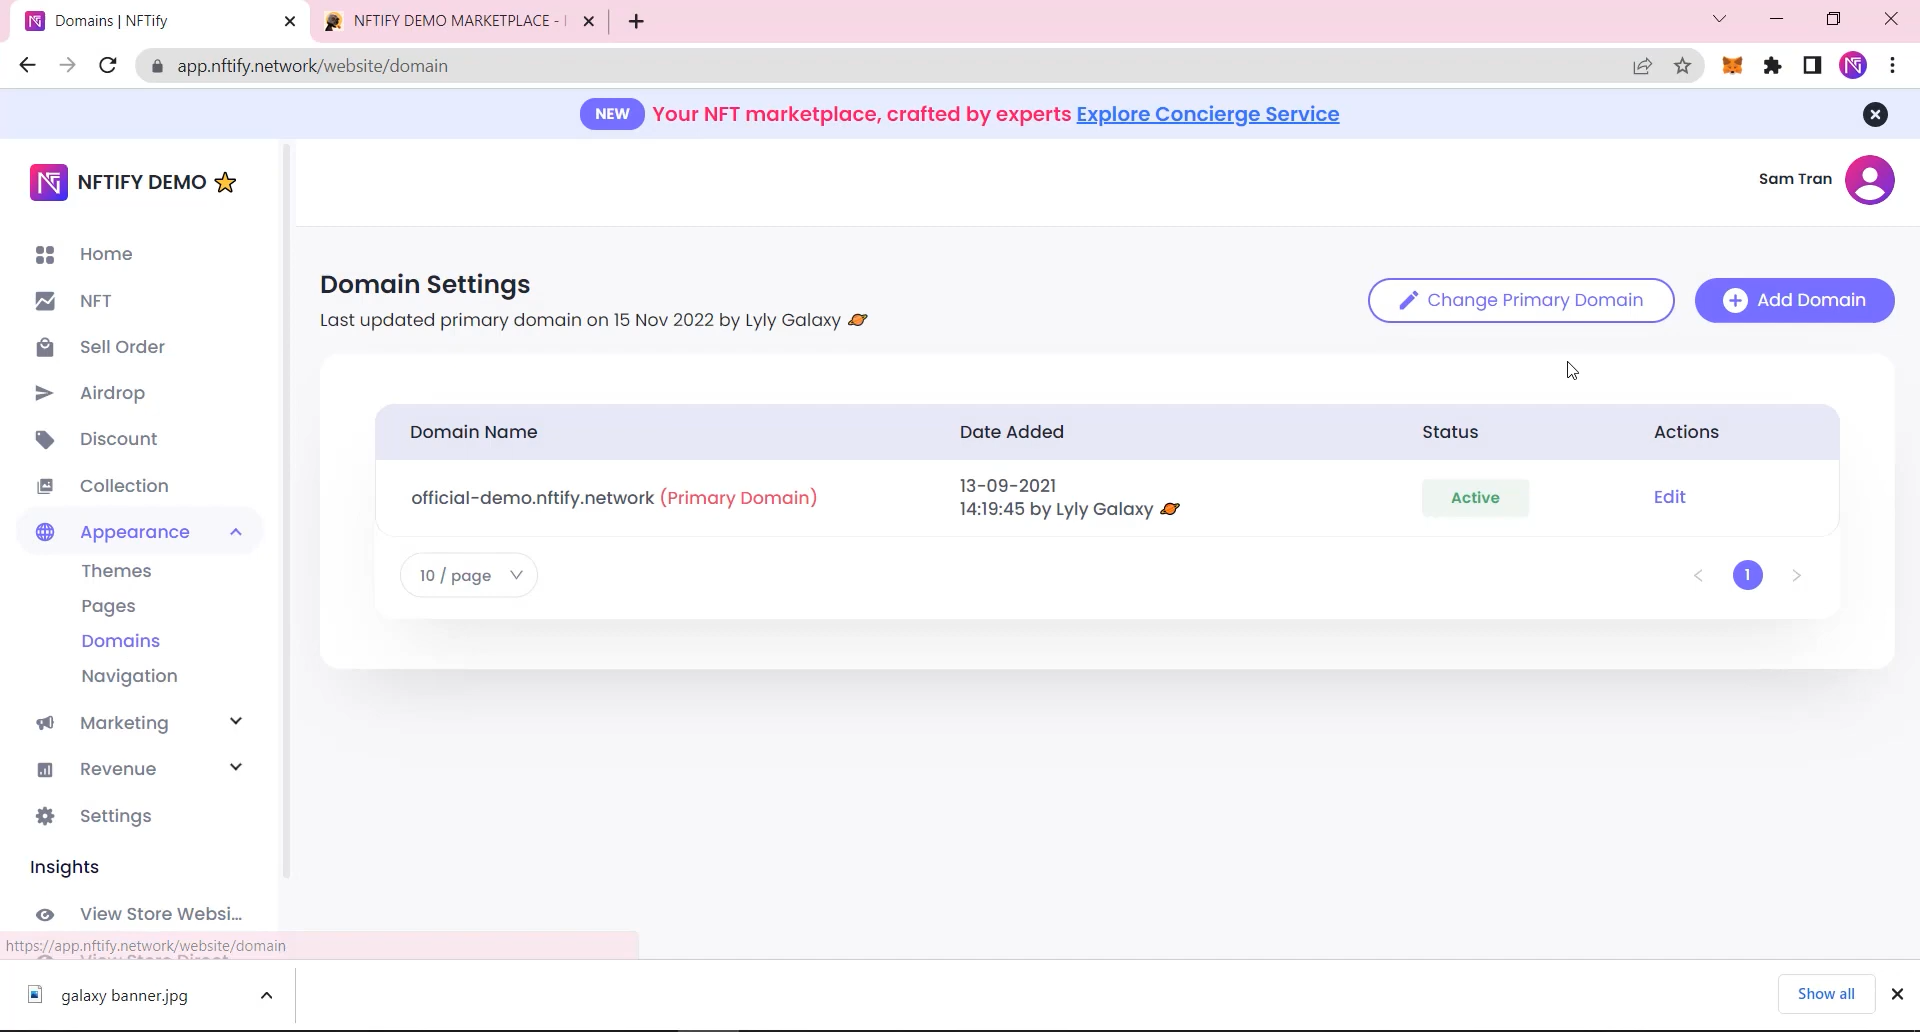 Domains | NFTify
NFTIFY DEMO MARKETPLACE -
app.nftify.network/website/domain
NEW Your NFT marketplace, crafted by experts Explore Concierge Service
NFTIFY DEMO
Sam Tran
Home
NFT
Sell Order
Airdrop
Discount
Collection
Appearance
Themes
Pages
Domains
Navigation
Marketing
Revenue
Settings
Insights
View Store Websi...
https://app.nftify.network/website/domain
Domain Settings
Last updated primary domain on 15 Nov 2022 by Lyly Galaxy 🪐
Change Primary Domain
Add Domain
Domain Name Date Added Status Actions
official-demo.nftify.network (Primary Domain)
13-09-2021
14:19:45 by Lyly Galaxy 🪐
Active
Edit
10 / page
< 1 >
galaxy banner.jpg
Show all